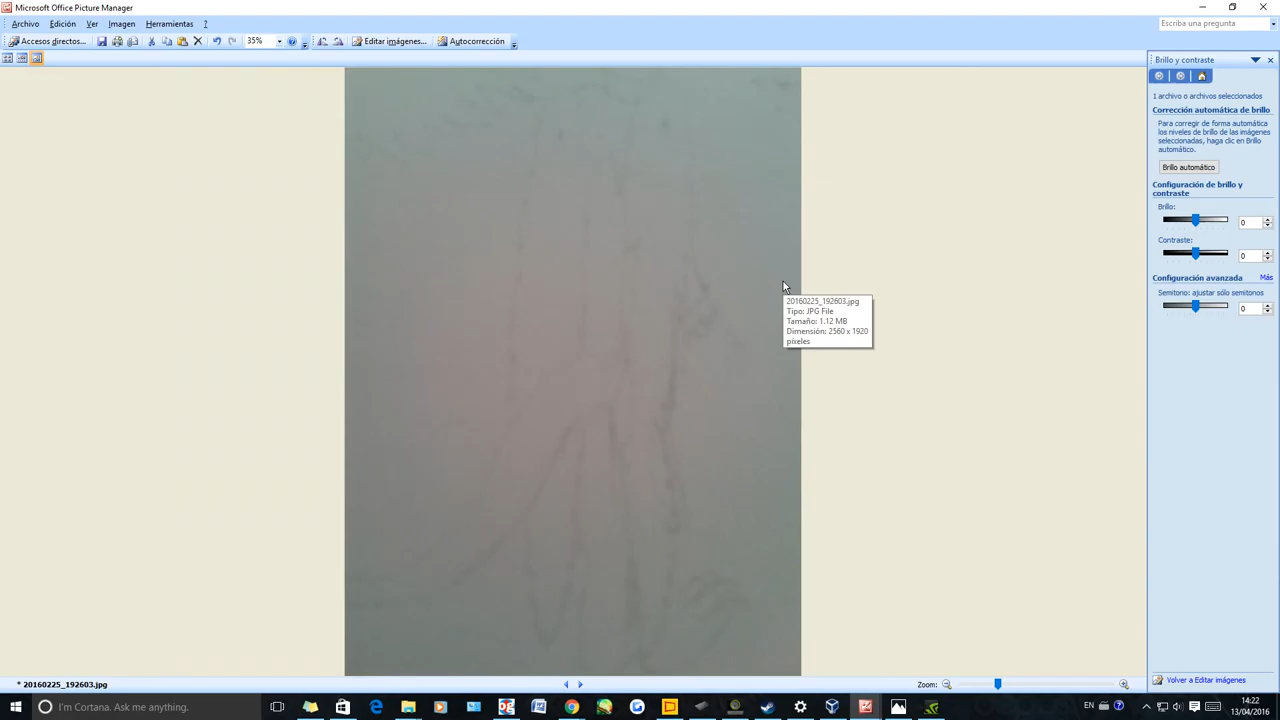 Microsoft Office Picture Manager
Archivo Edición Ver Imagen Herramientas ?
Escriba una pregunta
Accesos directos... 35% Editar imágenes... Autocorrección
Brillo y contraste
1 archivo o archivos seleccionados
Corrección automática de brillo
Para corregir de forma automática
los niveles de brillo de las imágenes
seleccionadas, haga clic en Brillo
automático.
Brillo automático
Configuración de brillo y
contraste
Brillo:
0
Contraste:
0
Configuración avanzada Más
Semitono: ajustar sólo semitonos
0
20160225_192603.jpg
Tipo: JPG File
Tamaño: 1.12 MB
Dimensión: 2560 x 1920
píxeles
Volver a Editar imágenes
* 20160225_192603.jpg
Zoom:
I'm Cortana. Ask me anything.
EN
14:22
13/04/2016